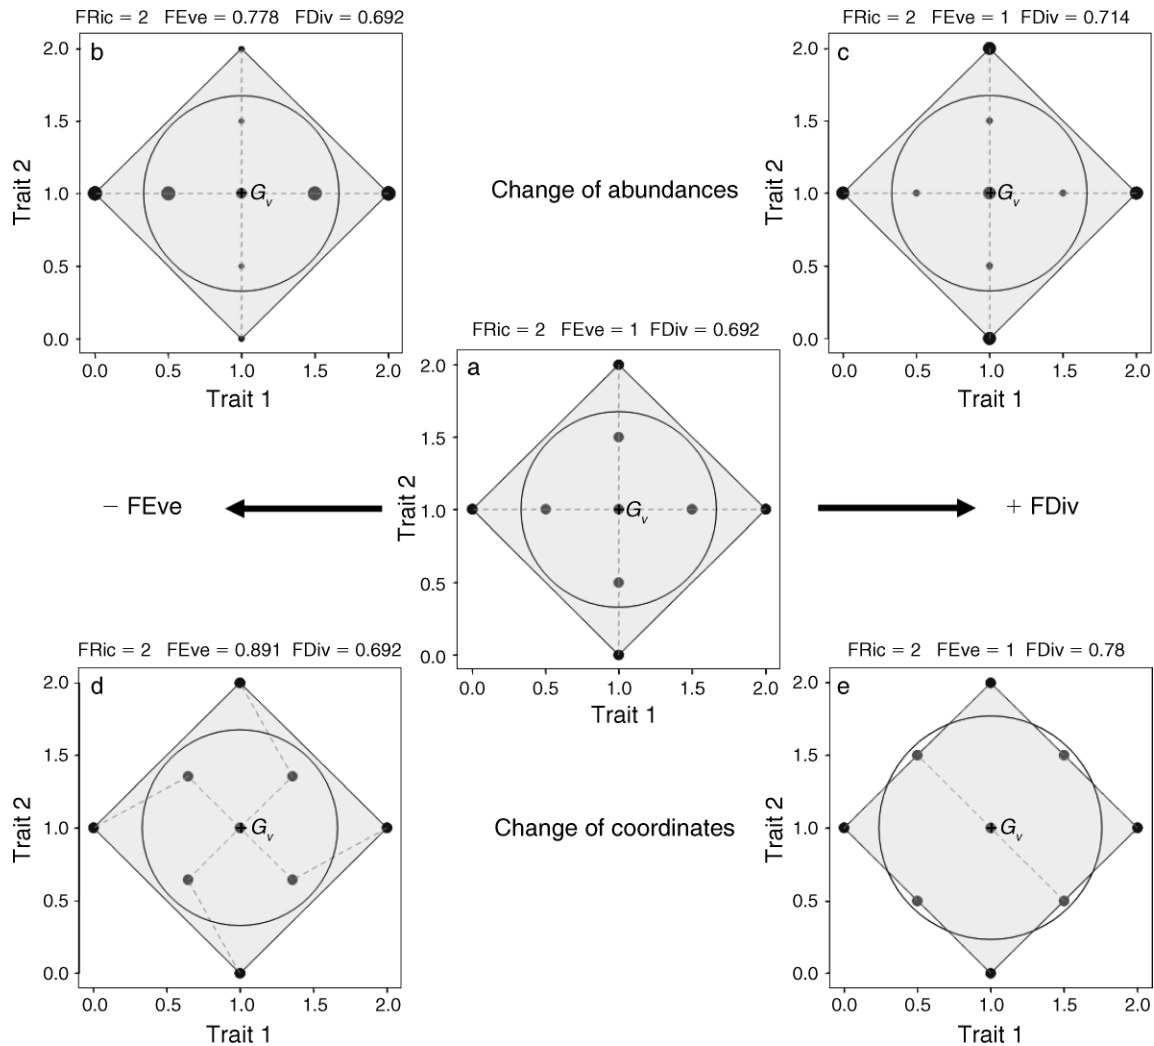 FRic = 2 FEve = 0.778 FDiv = 0.692
b
2.0
1.5
1.0
0.5
0.0
Trait 2
G_v
0.0 0.5 1.0 1.5 2.0
Trait 1
Change of abundances
FRic = 2 FEve = 1 FDiv = 0.714
c
2.0
1.5
1.0
0.5
0.0
Trait 2
G_v
0.0 0.5 1.0 1.5 2.0
Trait 1
FRic = 2 FEve = 1 FDiv = 0.692
a
2.0
1.5
1.0
0.5
0.0
Trait 2
G_v
0.0 0.5 1.0 1.5 2.0
Trait 1
− FEve
+ FDiv
FRic = 2 FEve = 0.891 FDiv = 0.692
d
2.0
1.5
1.0
0.5
0.0
Trait 2
G_v
0.0 0.5 1.0 1.5 2.0
Trait 1
Change of coordinates
FRic = 2 FEve = 1 FDiv = 0.78
e
2.0
1.5
1.0
0.5
0.0
Trait 2
G_v
0.0 0.5 1.0 1.5 2.0
Trait 1